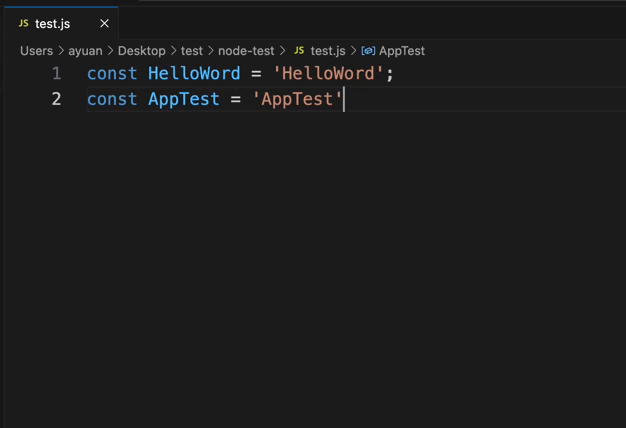 JS test.js
Users > ayuan > Desktop > test > node-test > JS test.js > AppTest
1 const HelloWord = 'HelloWord';
2 const AppTest = 'AppTest'